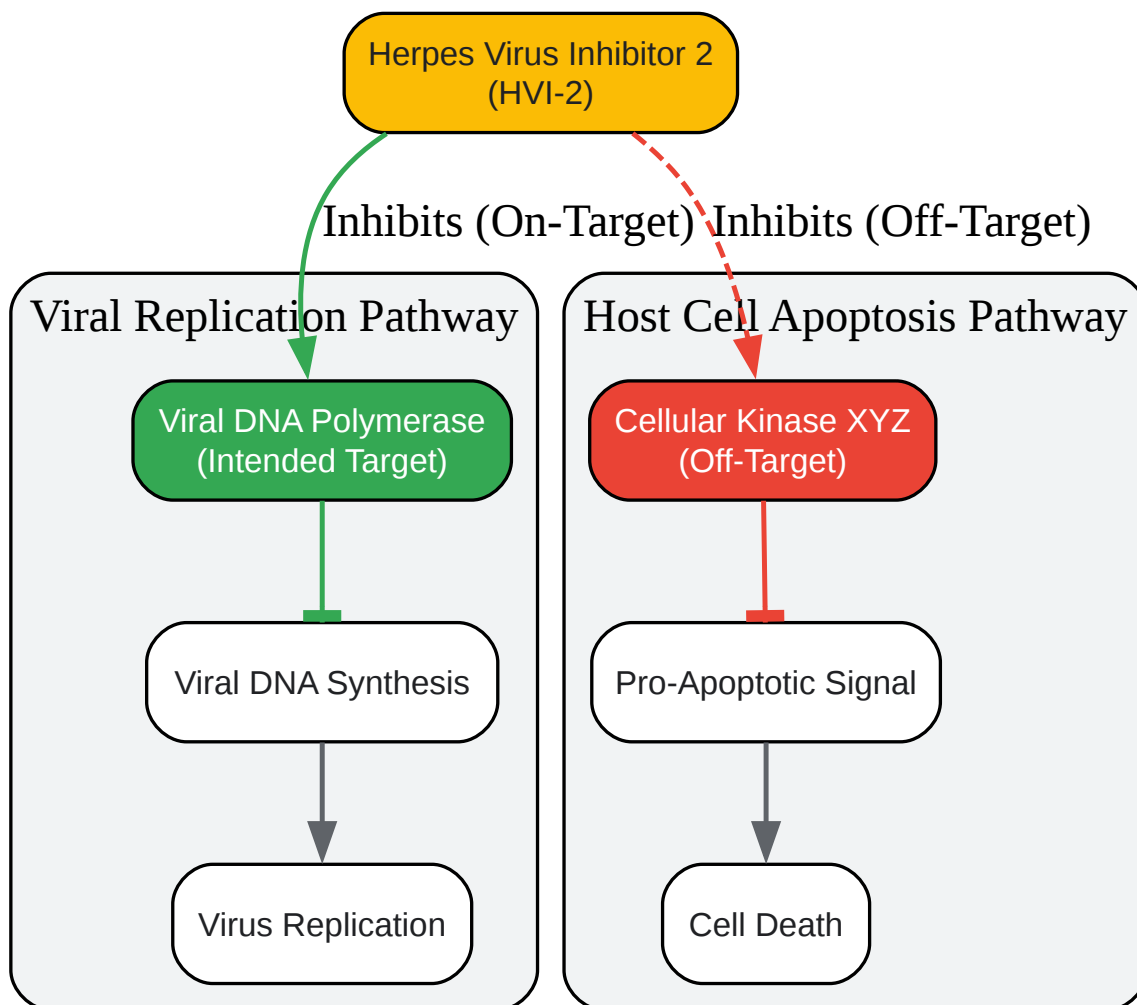 Herpes Virus Inhibitor 2
(HVI-2)
Inhibits (On-Target)
Inhibits (Off-Target)
Viral Replication Pathway
Host Cell Apoptosis Pathway
Viral DNA Polymerase
(Intended Target)
Cellular Kinase XYZ
(Off-Target)
Viral DNA Synthesis
Pro-Apoptotic Signal
Virus Replication
Cell Death